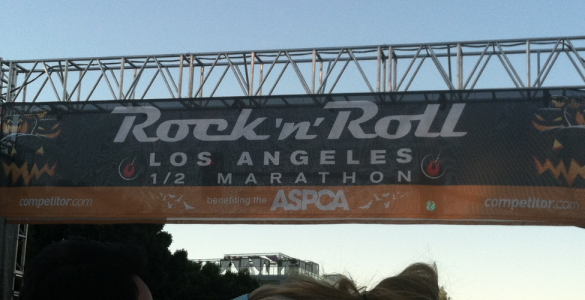 Rock 'n' Roll
LOS ANGELES
1/2 MARATHON
competitor.com benefiting the ASPCA competitor.com